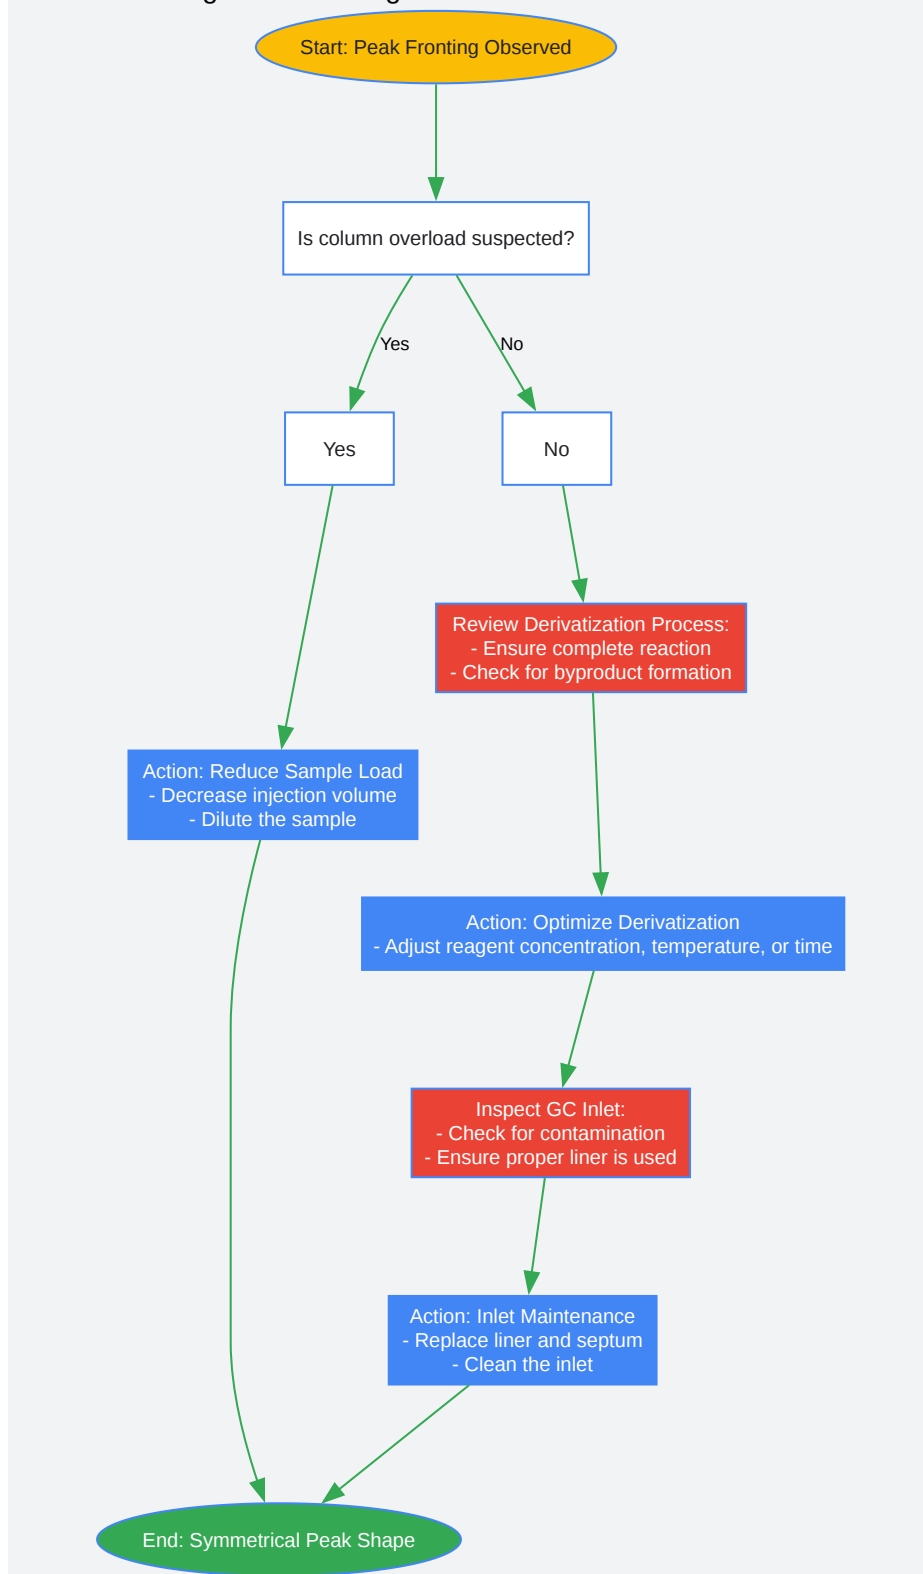 Start: Peak Fronting Observed
Is column overload suspected?
Yes
No
Yes
No
Review Derivatization Process:
- Ensure complete reaction
- Check for byproduct formation
Action: Reduce Sample Load
- Decrease injection volume
- Dilute the sample
Action: Optimize Derivatization
- Adjust reagent concentration, temperature, or time
Inspect GC Inlet:
- Check for contamination
- Ensure proper liner is used
Action: Inlet Maintenance
- Replace liner and septum
- Clean the inlet
End: Symmetrical Peak Shape